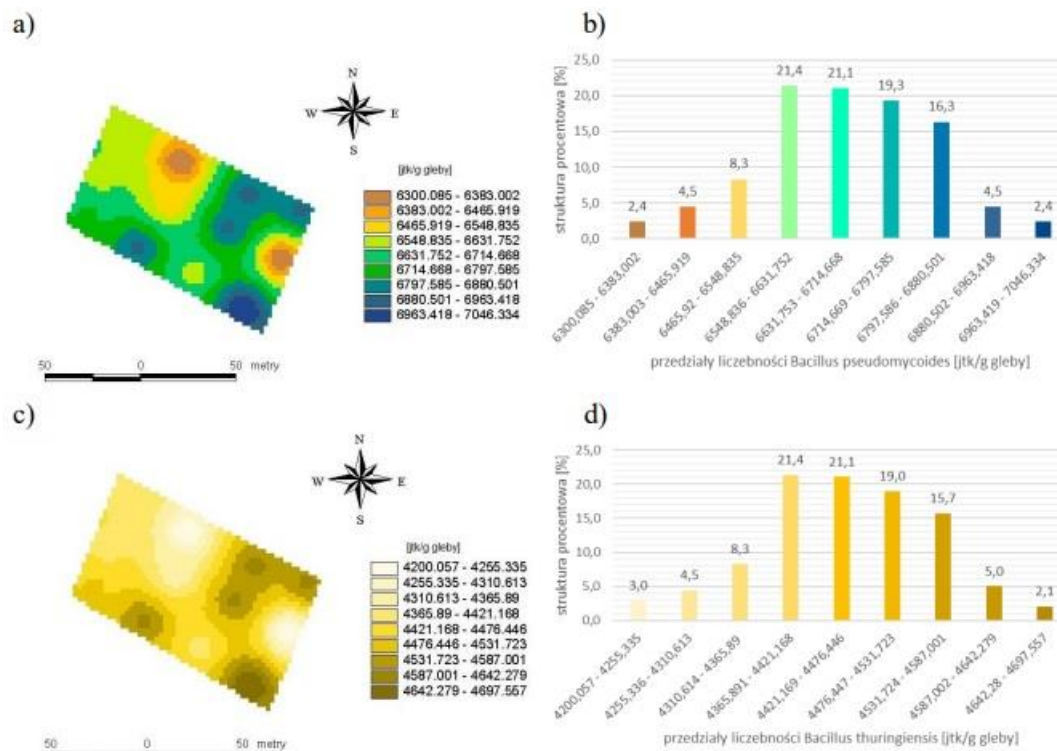 a)
N
W E
S
[jtk/g gleby]
6300.085 - 6383.002
6383.002 - 6465.919
6465.919 - 6548.835
6548.835 - 6631.752
6631.752 - 6714.668
6714.668 - 6797.585
6797.585 - 6880.501
6880.501 - 6963.418
6963.418 - 7046.334
50 0 50 metry
b)
struktura procentowa [%]
25,0
20,0
15,0
10,0
5,0
0,0
2,4
4,5
8,3
21,4
21,1
19,3
16,3
4,5
2,4
6300,085 - 6383,002
6383,003 - 6465,919
6465,92 - 6548,835
6548,836 - 6631,752
6631,753 - 6714,668
6714,669 - 6797,585
6797,586 - 6880,501
6880,502 - 6963,418
6963,419 - 7046,334
przedziały liczebności Bacillus pseudomycoides [jtk/g gleby]
c)
N
W E
S
[jtk/g gleby]
4200.057 - 4255.335
4255.335 - 4310.613
4310.613 - 4365.89
4365.89 - 4421.168
4421.168 - 4476.446
4476.446 - 4531.723
4531.723 - 4587.001
4587.001 - 4642.279
4642.279 - 4697.557
50 0 50 metry
d)
struktura procentowa [%]
25,0
20,0
15,0
10,0
5,0
0,0
3,0
4,5
8,3
21,4
21,1
19,0
15,7
5,0
2,1
4200,057 - 4255,335
4255,336 - 4310,613
4310,614 - 4365,89
4365,891 - 4421,168
4421,169 - 4476,446
4476,447 - 4531,723
4531,724 - 4587,001
4587,002 - 4642,279
4642,28 - 4697,557
przedziały liczebności Bacillus thuringiensis [jtk/g gleby]